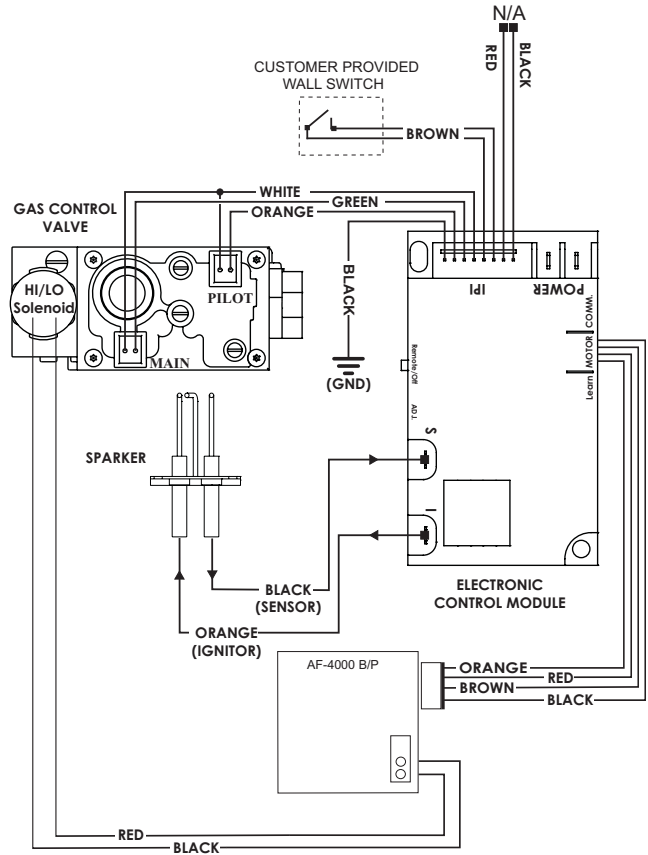 N/A
RED
BLACK
CUSTOMER PROVIDED
WALL SWITCH
BROWN
WHITE
GREEN
ORANGE
GAS CONTROL
VALVE
HI/LO
Solenoid
PILOT
MAIN
BLACK
(GND)
IPI
POWER
Learn
MOTOR
COMM.
Remote/Off
ADJ
S
I
SPARKER
BLACK
(SENSOR)
ORANGE
(IGNITOR)
ELECTRONIC
CONTROL MODULE
AF-4000 B/P
ORANGE
RED
BROWN
BLACK
RED
BLACK